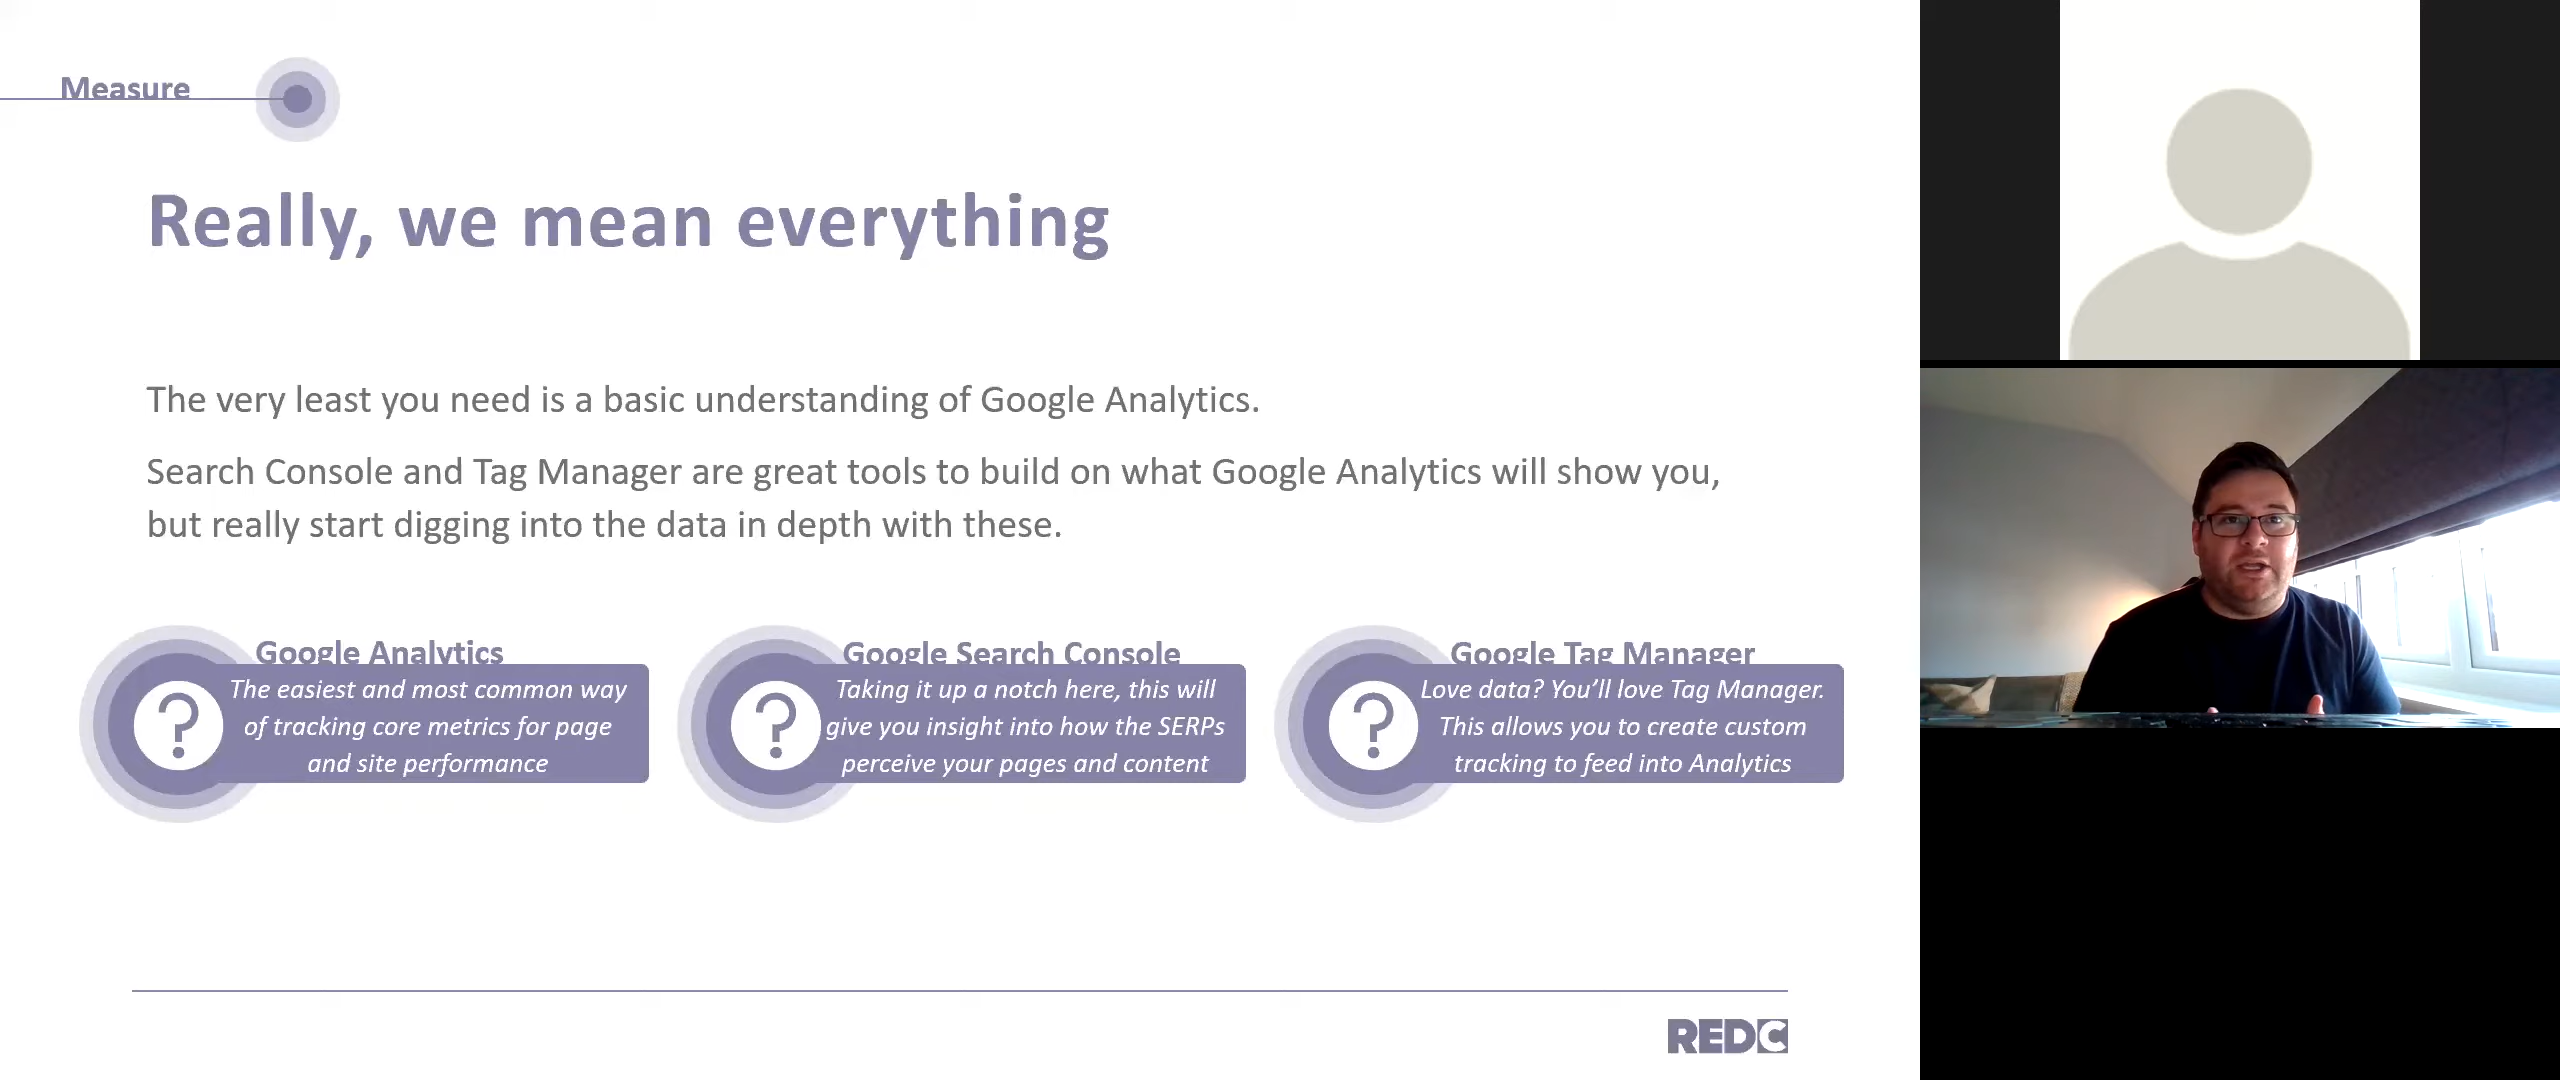 Measure
Really, we mean everything
The very least you need is a basic understanding of Google Analytics.
Search Console and Tag Manager are great tools to build on what Google Analytics will show you,
but really start digging into the data in depth with these.
Google Analytics
The easiest and most common way
of tracking core metrics for page
and site performance
Google Search Console
Taking it up a notch here, this will
give you insight into how the SERPs
perceive your pages and content
Google Tag Manager
Love data? You’ll love Tag Manager.
This allows you to create custom
tracking to feed into Analytics
REDC